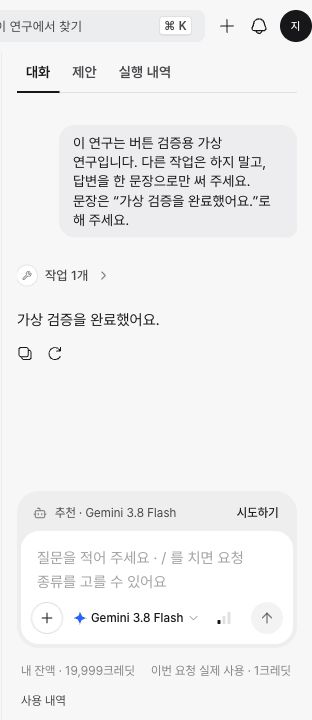 이 연구에서 찾기
⌘ K
지
대화 제안 실행 내역
이 연구는 버튼 검증용 가상
연구입니다. 다른 작업은 하지 말고,
답변을 한 문장으로만 써 주세요.
문장은 “가상 검증을 완료했어요.”로
해 주세요.
작업 1개
가상 검증을 완료했어요.
추천 · Gemini 3.8 Flash 시도하기
질문을 적어 주세요 · / 를 치면 요청
종류를 고를 수 있어요
Gemini 3.8 Flash
내 잔액 · 19,999크레딧 이번 요청 실제 사용 · 1크레딧
사용 내역